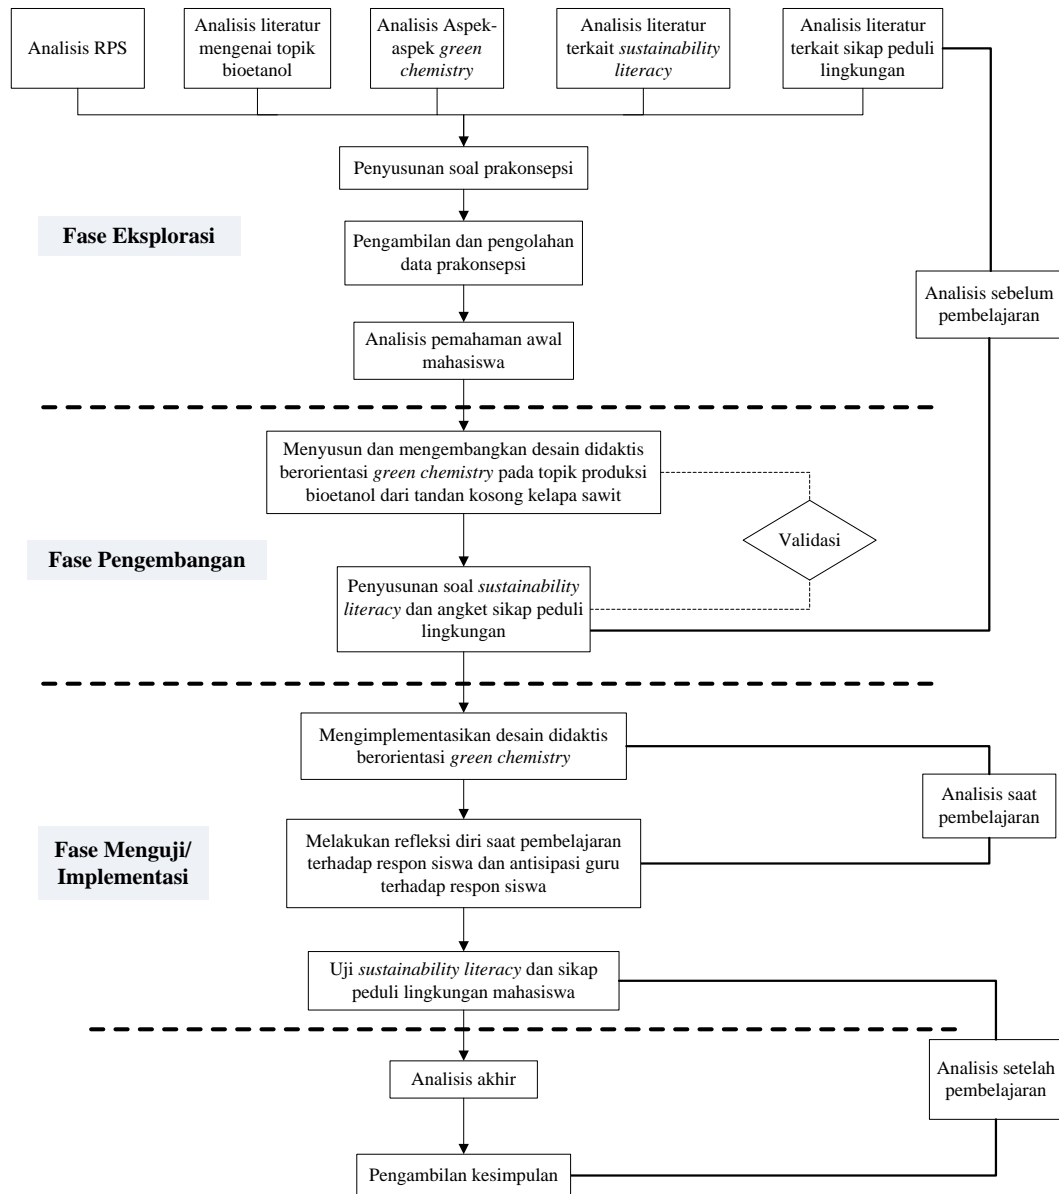 Analisis RPS
Analisis literatur
mengenai topik
bioetanol
Analisis Aspek-
aspek green
chemistry
Analisis literatur
terkait sustainability
literacy
Analisis literatur
terkait sikap peduli
lingkungan
Penyusunan soal prakonsepsi
Fase Eksplorasi
Pengambilan dan pengolahan
data prakonsepsi
Analisis sebelum
pembelajaran
Analisis pemahaman awal
mahasiswa
Menyusun dan mengembangkan desain didaktis
berorientasi green chemistry pada topik produksi
bioetanol dari tandan kosong kelapa sawit
Validasi
Fase Pengembangan
Penyusunan soal sustainability
literacy dan angket sikap peduli
lingkungan
Mengimplementasikan desain didaktis
berorientasi green chemistry
Analisis saat
pembelajaran
Fase Menguji/
Implementasi
Melakukan refleksi diri saat pembelajaran
terhadap respon siswa dan antisipasi guru
terhadap respon siswa
Uji sustainability literacy dan sikap
peduli lingkungan mahasiswa
Analisis akhir
Analisis setelah
pembelajaran
Pengambilan kesimpulan